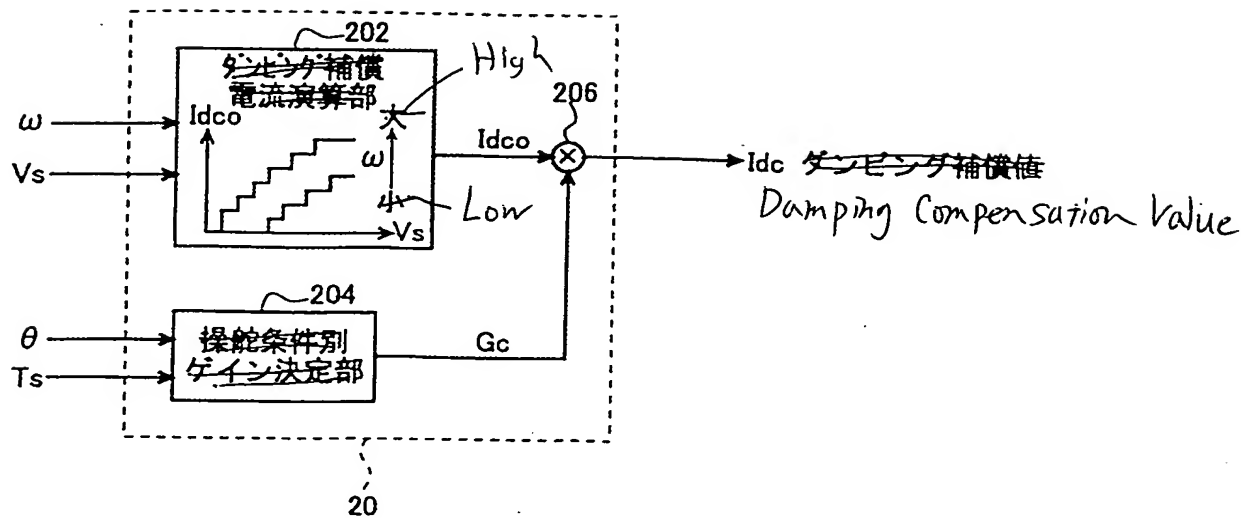 202
ダンピング補償
電流演算部
High
Idco
大
206
ω
ω
Idco
Vs
Idc ダンピング補償値
小
Low
Vs
Damping Compensation Value
204
θ
操舵条件別
Gc
Ts
ゲイン決定部
20